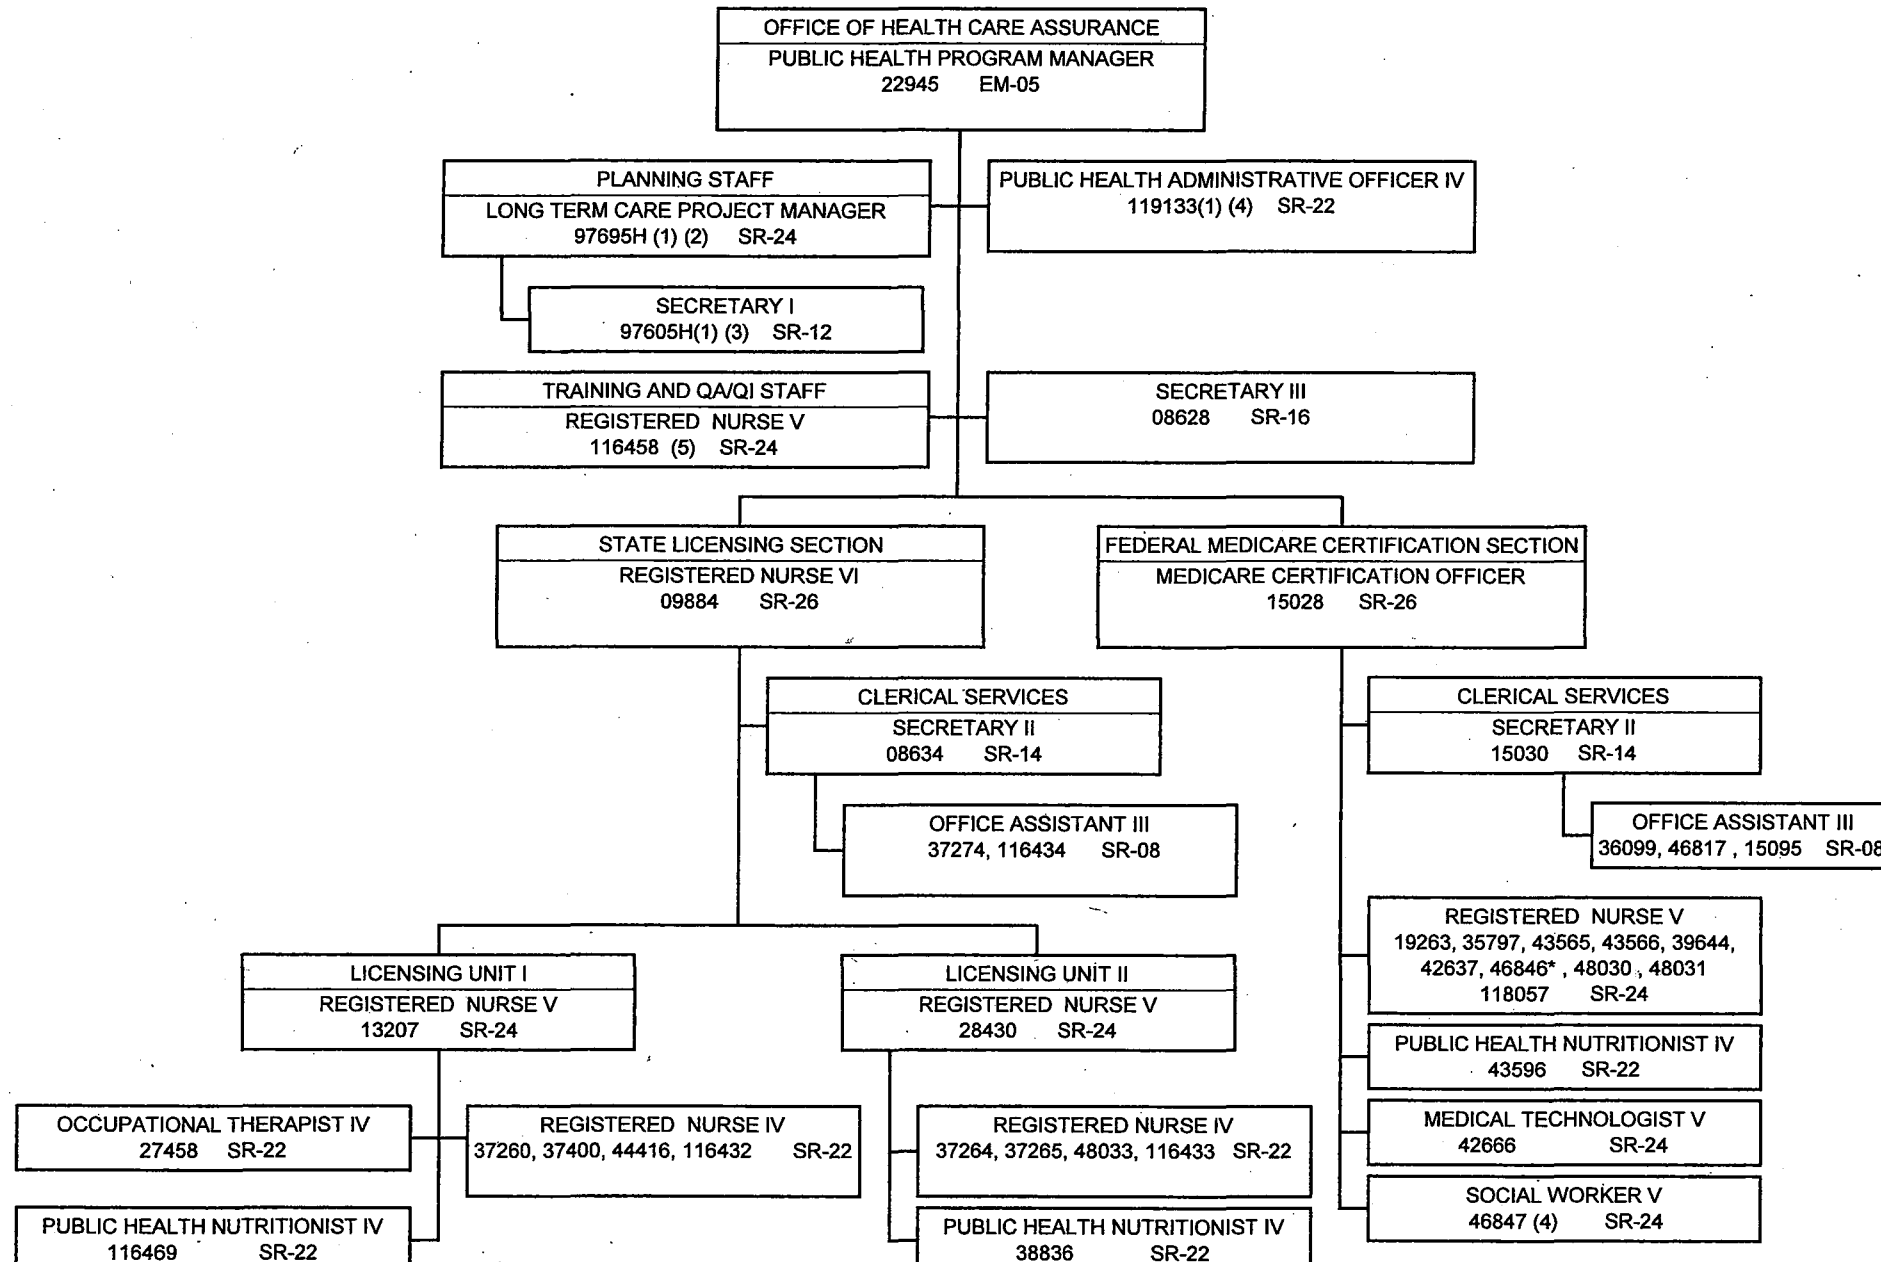 OFFICE OF HEALTH CARE ASSURANCE
PUBLIC HEALTH PROGRAM MANAGER
22945 EM-05
PLANNING STAFF
LONG TERM CARE PROJECT MANAGER
97695H (1) (2) SR-24
PUBLIC HEALTH ADMINISTRATIVE OFFICER IV
119133(1) (4) SR-22
SECRETARY I
97605H(1) (3) SR-12
TRAINING AND QA/QI STAFF
REGISTERED NURSE V
116458 (5) SR-24
SECRETARY III
08628 SR-16
STATE LICENSING SECTION
REGISTERED NURSE VI
09884 SR-26
FEDERAL MEDICARE CERTIFICATION SECTION
MEDICARE CERTIFICATION OFFICER
15028 SR-26
CLERICAL SERVICES
SECRETARY II
08634 SR-14
OFFICE ASSISTANT III
37274, 116434 SR-08
CLERICAL SERVICES
SECRETARY II
15030 SR-14
OFFICE ASSISTANT III
36099, 46817 , 15095 SR-08
REGISTERED NURSE V
19263, 35797, 43565, 43566, 39644,
42637, 46846* , 48030 , 48031
118057 SR-24
PUBLIC HEALTH NUTRITIONIST IV
43596 SR-22
MEDICAL TECHNOLOGIST V
42666 SR-24
SOCIAL WORKER V
46847 (4) SR-24
LICENSING UNIT I
REGISTERED NURSE V
13207 SR-24
LICENSING UNIT II
REGISTERED NURSE V
28430 SR-24
OCCUPATIONAL THERAPIST IV
27458 SR-22
REGISTERED NURSE IV
37260, 37400, 44416, 116432 SR-22
PUBLIC HEALTH NUTRITIONIST IV
116469 SR-22
REGISTERED NURSE IV
37264, 37265, 48033, 116433 SR-22
PUBLIC HEALTH NUTRITIONIST IV
38836 SR-22